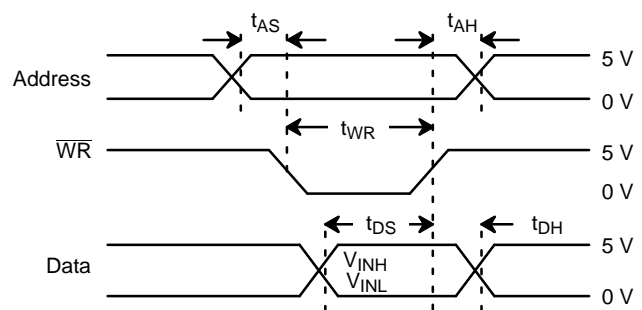 tAS tAH
Address 5 V
0 V
tWR
WR 5 V
0 V
tDS tDH
Data 5 V
VINH
VINL
0 V